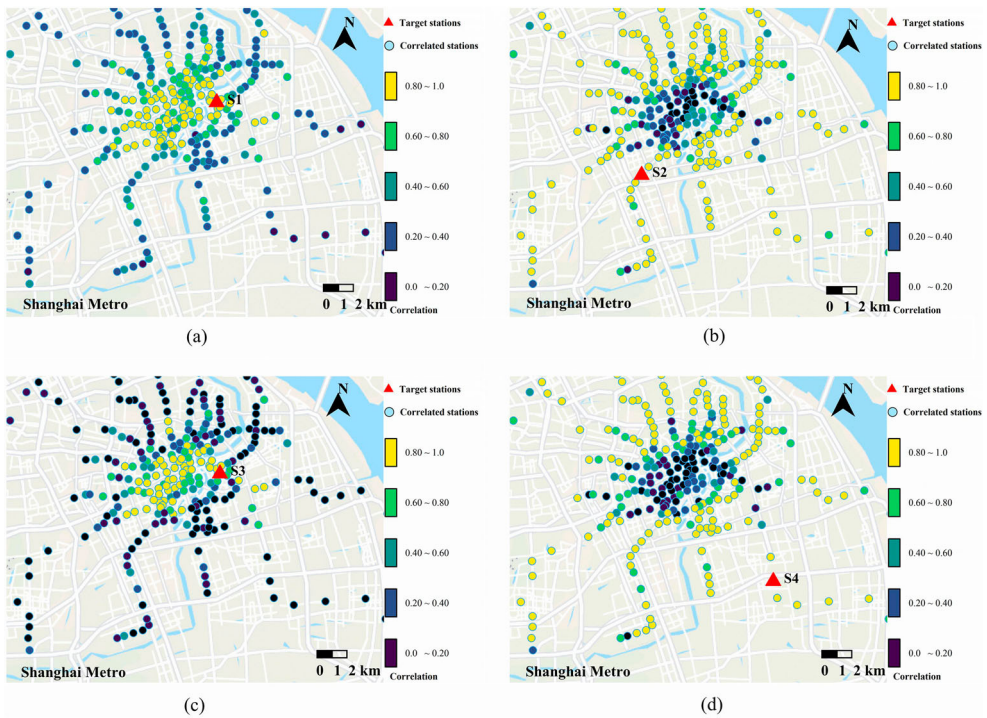 N
Target stations
Correlated stations
0.80 ~ 1.0
0.60 ~ 0.80
0.40 ~ 0.60
0.20 ~ 0.40
0.0 ~ 0.20
Correlation
S1
Shanghai Metro
0 1 2 km
(a)
N
Target stations
Correlated stations
0.80 ~ 1.0
0.60 ~ 0.80
0.40 ~ 0.60
0.20 ~ 0.40
0.0 ~ 0.20
Correlation
S2
Shanghai Metro
0 1 2 km
(b)
N
Target stations
Correlated stations
0.80 ~ 1.0
0.60 ~ 0.80
0.40 ~ 0.60
0.20 ~ 0.40
0.0 ~ 0.20
Correlation
S3
Shanghai Metro
0 1 2 km
(c)
N
Target stations
Correlated stations
0.80 ~ 1.0
0.60 ~ 0.80
0.40 ~ 0.60
0.20 ~ 0.40
0.0 ~ 0.20
Correlation
S4
Shanghai Metro
0 1 2 km
(d)